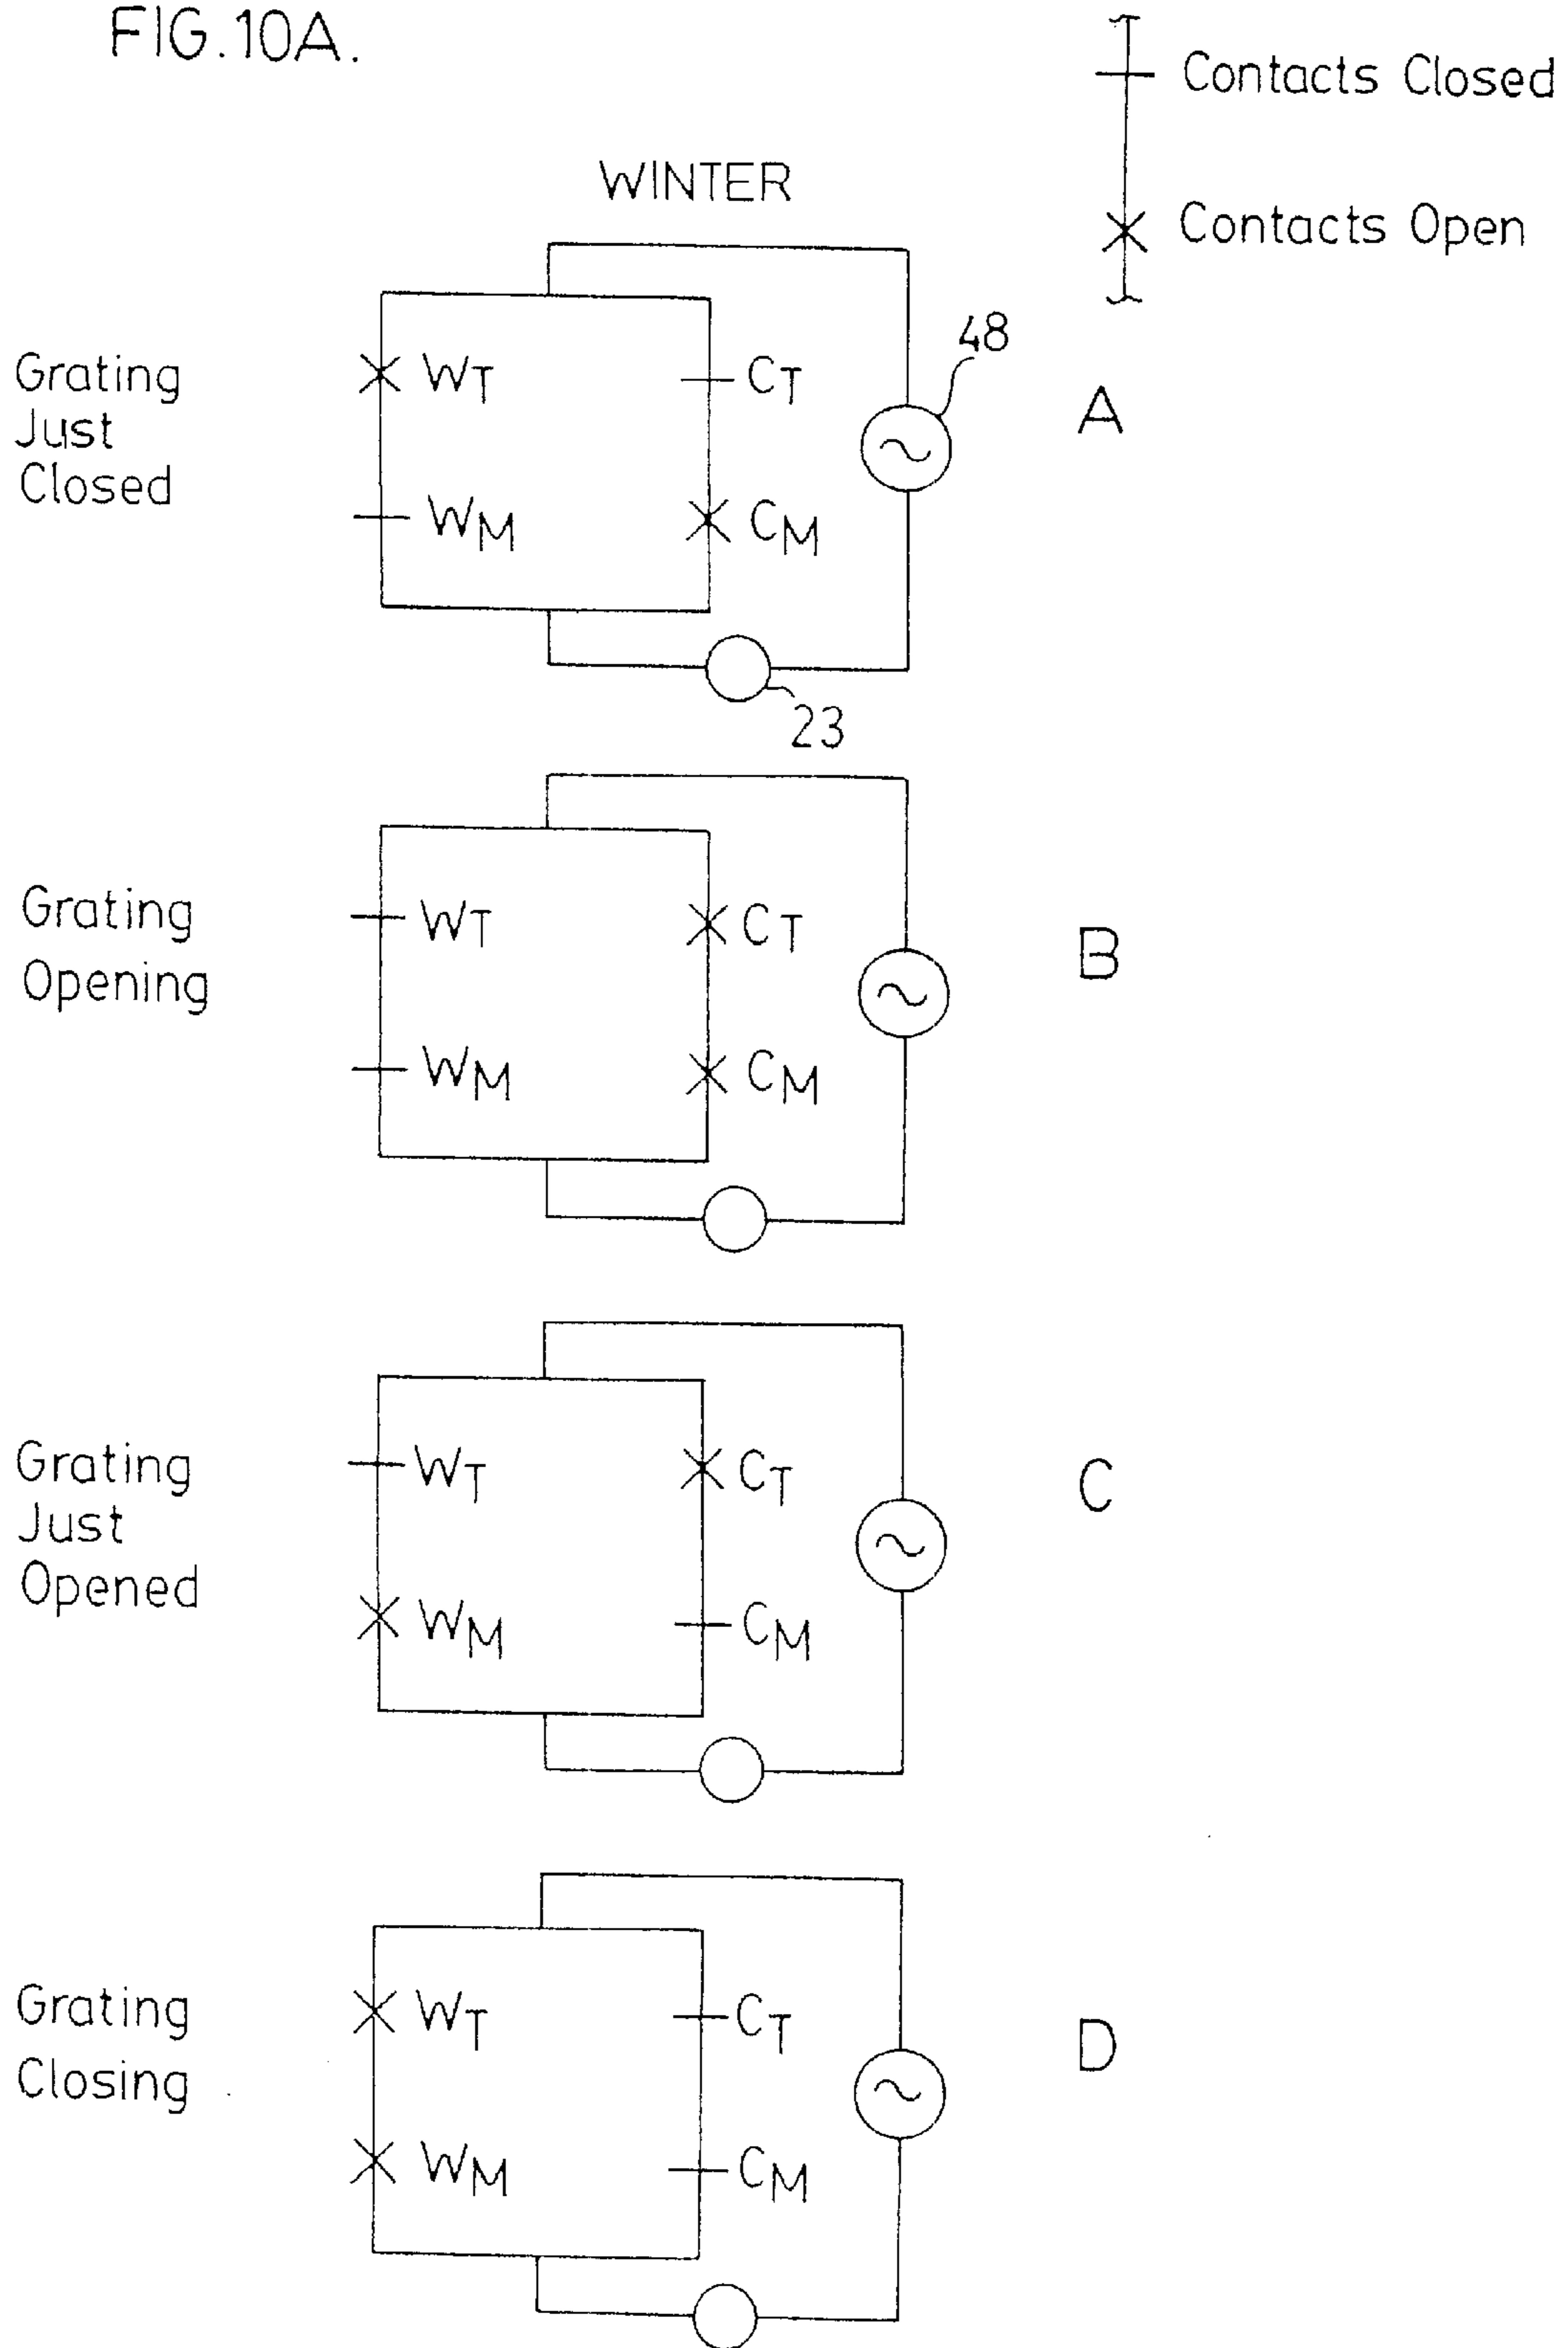 FIG.10A.
Contacts Closed
Contacts Open
WINTER
Grating
Just
Closed
WT
CT
WM
CM
48
A
23
Grating
Opening
WT
CT
WM
CM
B
Grating
Just
Opened
WT
CT
WM
CM
C
Grating
Closing
WT
CT
WM
CM
D